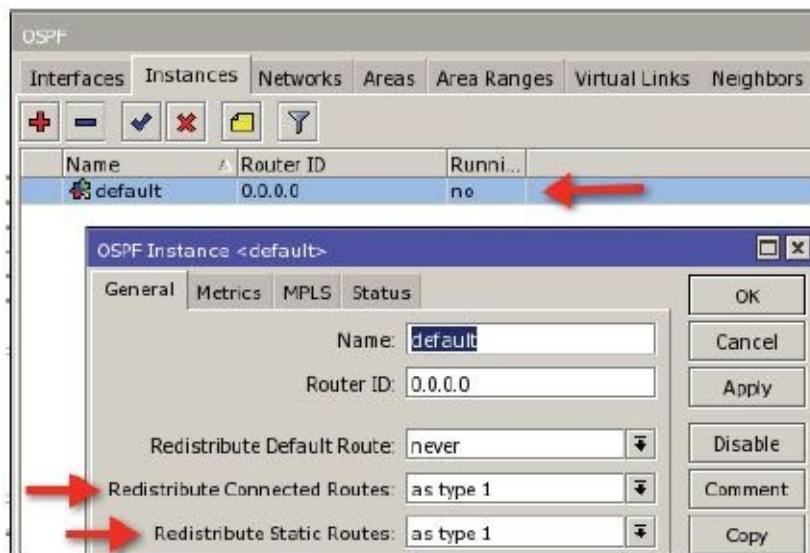 OSPF
Interfaces Instances Networks Areas Area Ranges Virtual Links Neighbors
Name Router ID Runni...
default 0.0.0.0 no
OSPF Instance <default>
General Metrics MPLS Status
OK
Name: default
Cancel
Router ID: 0.0.0.0
Apply
Redistribute Default Route: never
Disable
Redistribute Connected Routes: as type 1
Comment
Redistribute Static Routes: as type 1
Copy